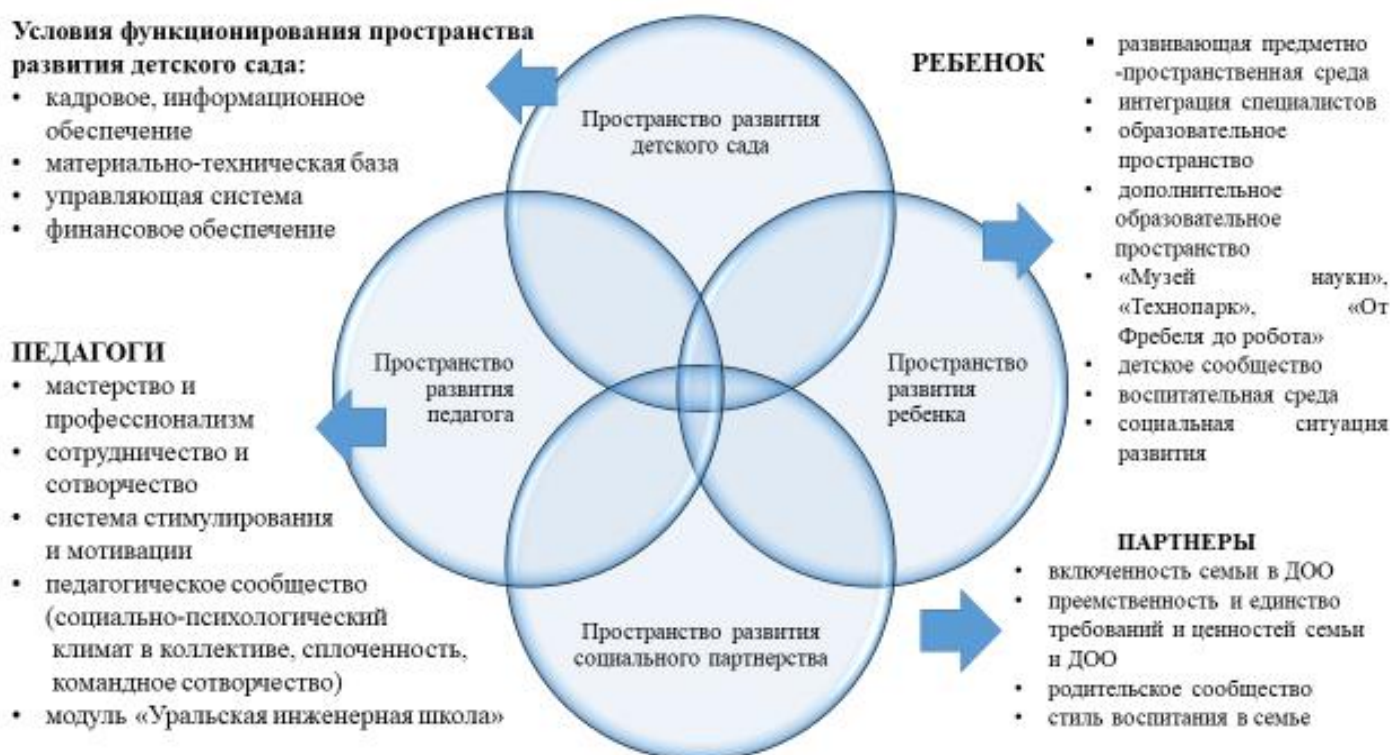 Условия функционирования пространства
развития детского сада:
• кадровое, информационное
обеспечение
• материально-техническая база
• управляющая система
• финансовое обеспечение
Пространство развития
детского сада
РЕБЕНОК
▪ развивающая предметно
-пространственная среда
• интеграция специалистов
• образовательное
пространство
• дополнительное
образовательное
пространство
• «Музей науки»,
«Технопарк», «От
Фребеля до робота»
• детское сообщество
• воспитательная среда
• социальная ситуация
развития
ПЕДАГОГИ
• мастерство и
профессионализм
• сотрудничество и
сотворчество
• система стимулирования
и мотивации
• педагогическое сообщество
(социально-психологический
климат в коллективе, сплоченность,
командное сотворчество)
• модуль «Уральская инженерная школа»
Пространство
развития
педагога
Пространство
развития
ребенка
Пространство развития
социального партнерства
ПАРТНЕРЫ
• включенность семьи в ДОО
• преемственность и единство
требований и ценностей семьи
и ДОО
• родительское сообщество
• стиль воспитания в семье